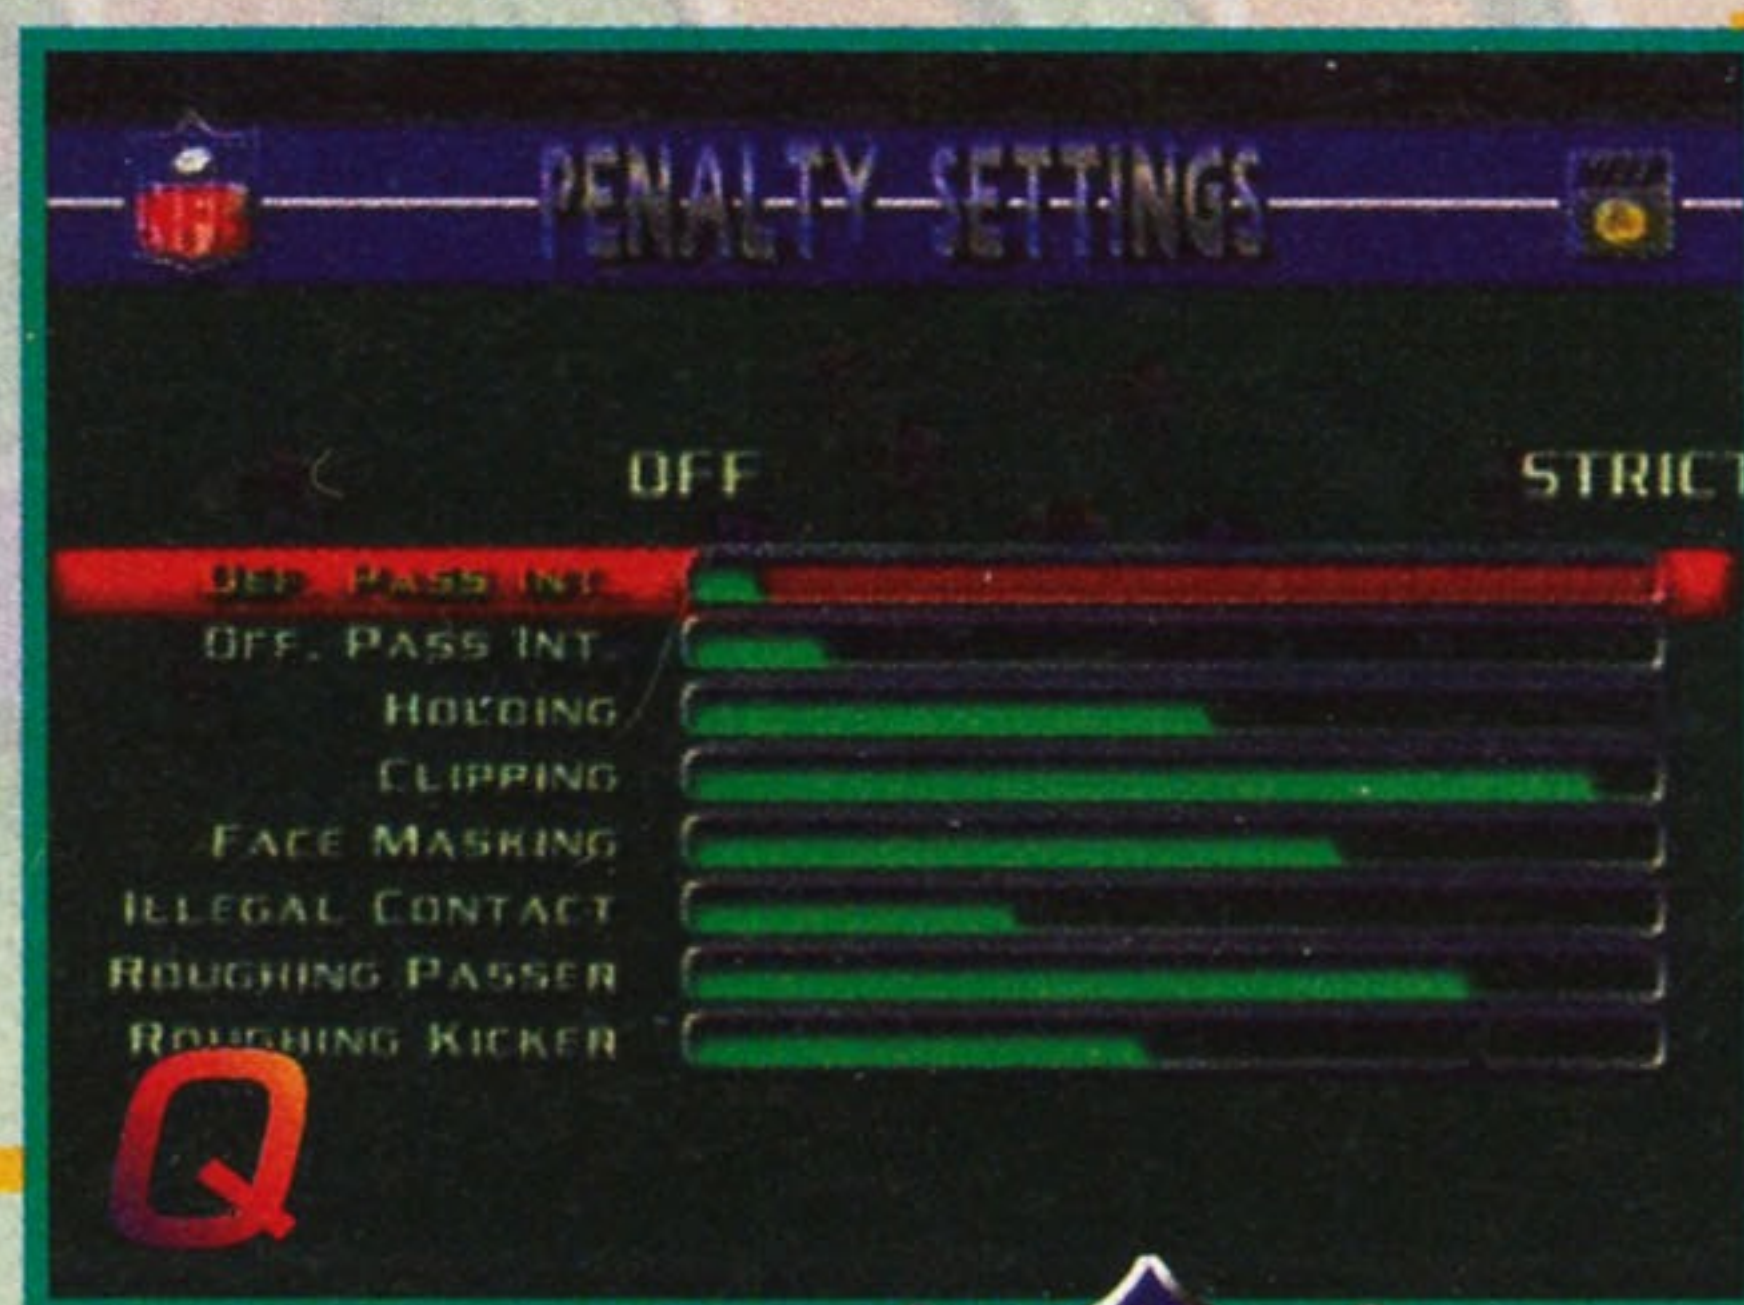 NFL
PENALTY SETTINGS
OFF STRICT
DEF. PASS INT.
OFF. PASS INT.
HOLDING
CLIPPING
FACE MASKING
ILLEGAL CONTACT
ROUGHING PASSER
ROUGHING KICKER
Q